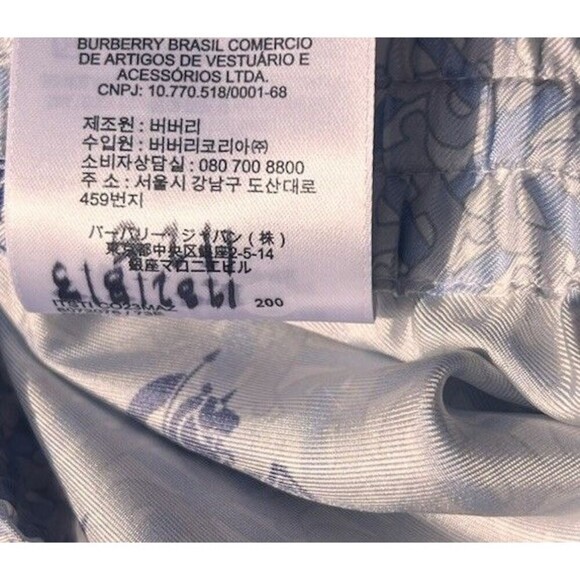 BURBERRY BRASIL COMERCIO
DE ARTIGOS DE VESTUÁRIO E
ACESSÓRIOS LTDA.
CNPJ: 10.770.518/0001-68
제조원 : 버버리
수입원 : 버버리코리아㈜
소비자상담실 : 080 700 8800
주 소 : 서울시 강남구 도산대로
459번지
バーバリー・ジャパン(株)
東京都中央区銀座2-5-14
銀座マロニエビル
200